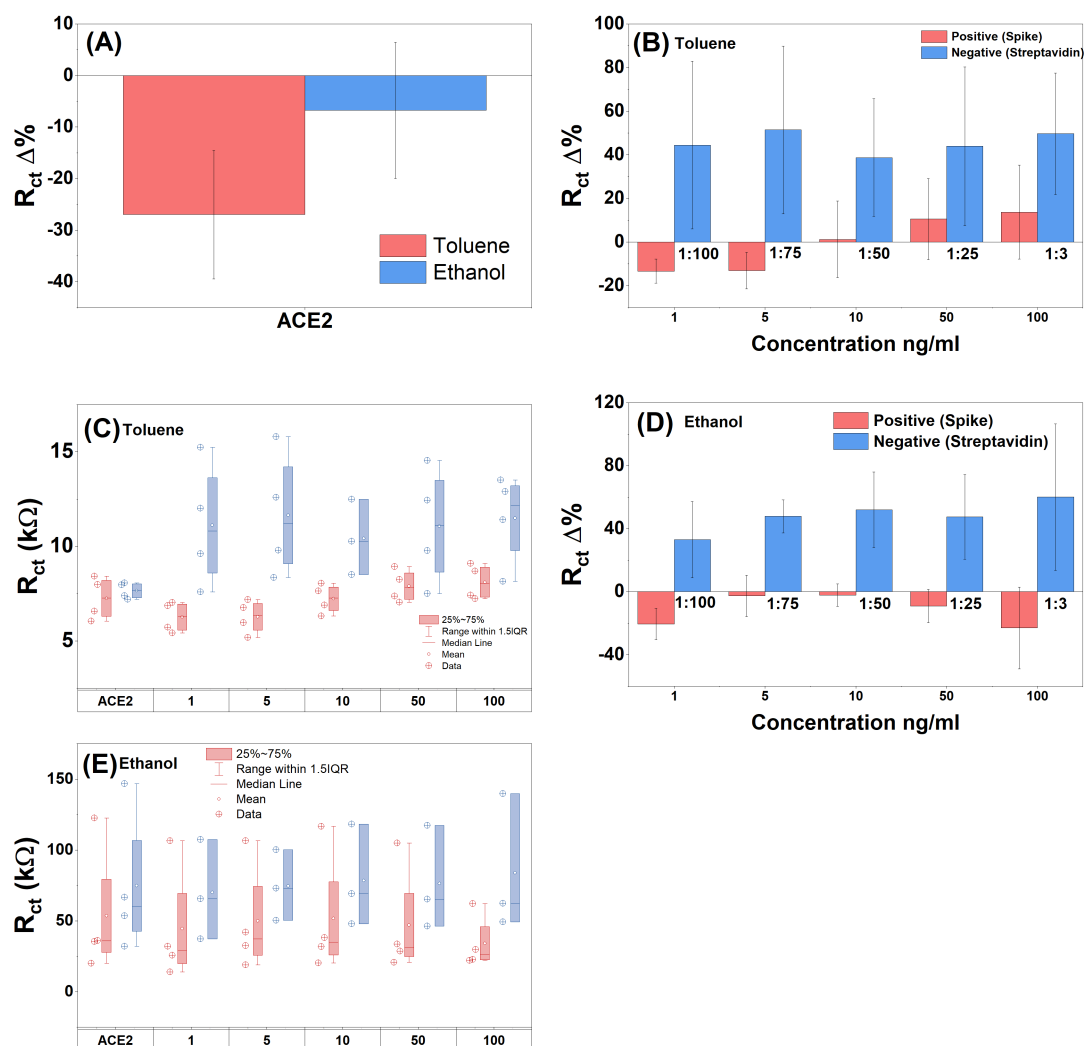 (A)
10
0
-10
-20
-30
-40
Rct Δ%
Toluene
Ethanol
ACE2
(B) Toluene
Positive (Spike)
Negative (Streptavidin)
100
80
60
40
20
0
-20
Rct Δ%
1:100 1:75 1:50 1:25 1:3
1 5 10 50 100
Concentration ng/ml
(C) Toluene
15
10
5
Rct (kΩ)
25%~75%
Range within 1.5IQR
Median Line
Mean
Data
ACE2 1 5 10 50 100
(D) Ethanol
Positive (Spike)
Negative (Streptavidin)
120
80
40
0
-40
Rct Δ%
1:100 1:75 1:50 1:25 1:3
1 5 10 50 100
Concentration ng/ml
(E) Ethanol
25%~75%
Range within 1.5IQR
Median Line
Mean
Data
150
100
50
0
Rct (kΩ)
ACE2 1 5 10 50 100